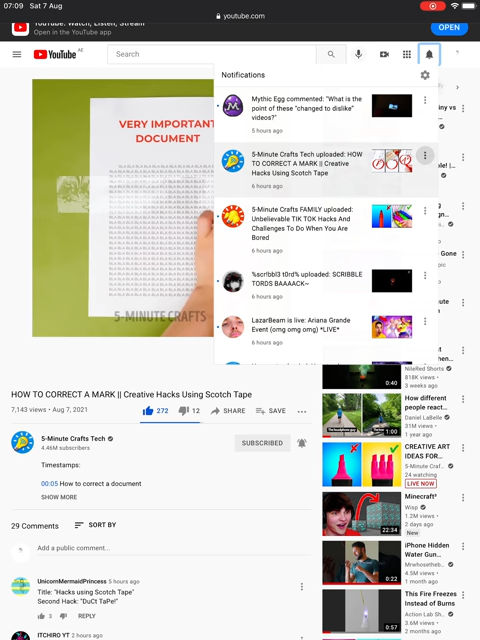 07:09 Sat 7 Aug
youtube.com
YouTube: Watch, Listen, Stream
Open in the YouTube app
OPEN
YouTube AE
Search
VERY IMPORTANT
DOCUMENT
5-MINUTE CRAFTS
Notifications
Mythic Egg commented: "What is the
point of these "changed to dislike"
videos?"
5 hours ago
5-Minute Crafts Tech uploaded: HOW
TO CORRECT A MARK || Creative
Hacks Using Scotch Tape
6 hours ago
5-Minute Crafts FAMILY uploaded:
Unbelievable TIK TOK Hacks And
Challenges To Do When You Are
Bored
6 hours ago
%scr!bbl3 t0rd% uploaded: SCRIBBLE
TORDS BAAAACK~
6 hours ago
LazarBeam is live: Ariana Grande
Event (omg omg omg) *LIVE*
6 hours ago
HOW TO CORRECT A MARK || Creative Hacks Using Scotch Tape
7,143 views • Aug 7, 2021
272
12
SHARE
SAVE
5-Minute Crafts Tech
4.46M subscribers
SUBSCRIBED
Timestamps:
00:05 How to correct a document
SHOW MORE
29 Comments
SORT BY
Add a public comment...
UnicornMermaidPrincess 5 hours ago
Title: "Hacks using Scotch Tape"
Second Hack: "DuCt TaPe!"
3
REPLY
ITCHIRO YT 2 hours ago
0:40
NileRed Shorts
818K views •
3 weeks ago
How different
people react...
Daniel LaBelle
31M views •
1 year ago
1:00
CREATIVE ART
IDEAS FOR...
5-Minute Craf...
24 watching
LIVE NOW
Minecraft²
Wisp
1.2M views •
2 days ago
New
22:34
iPhone Hidden
Water Gun...
Mrwhosetheb...
4.5M views •
1 month ago
0:22
This Fire Freezes
Instead of Burns
Action Lab Sh...
3.6M views •
2 months ago
0:57